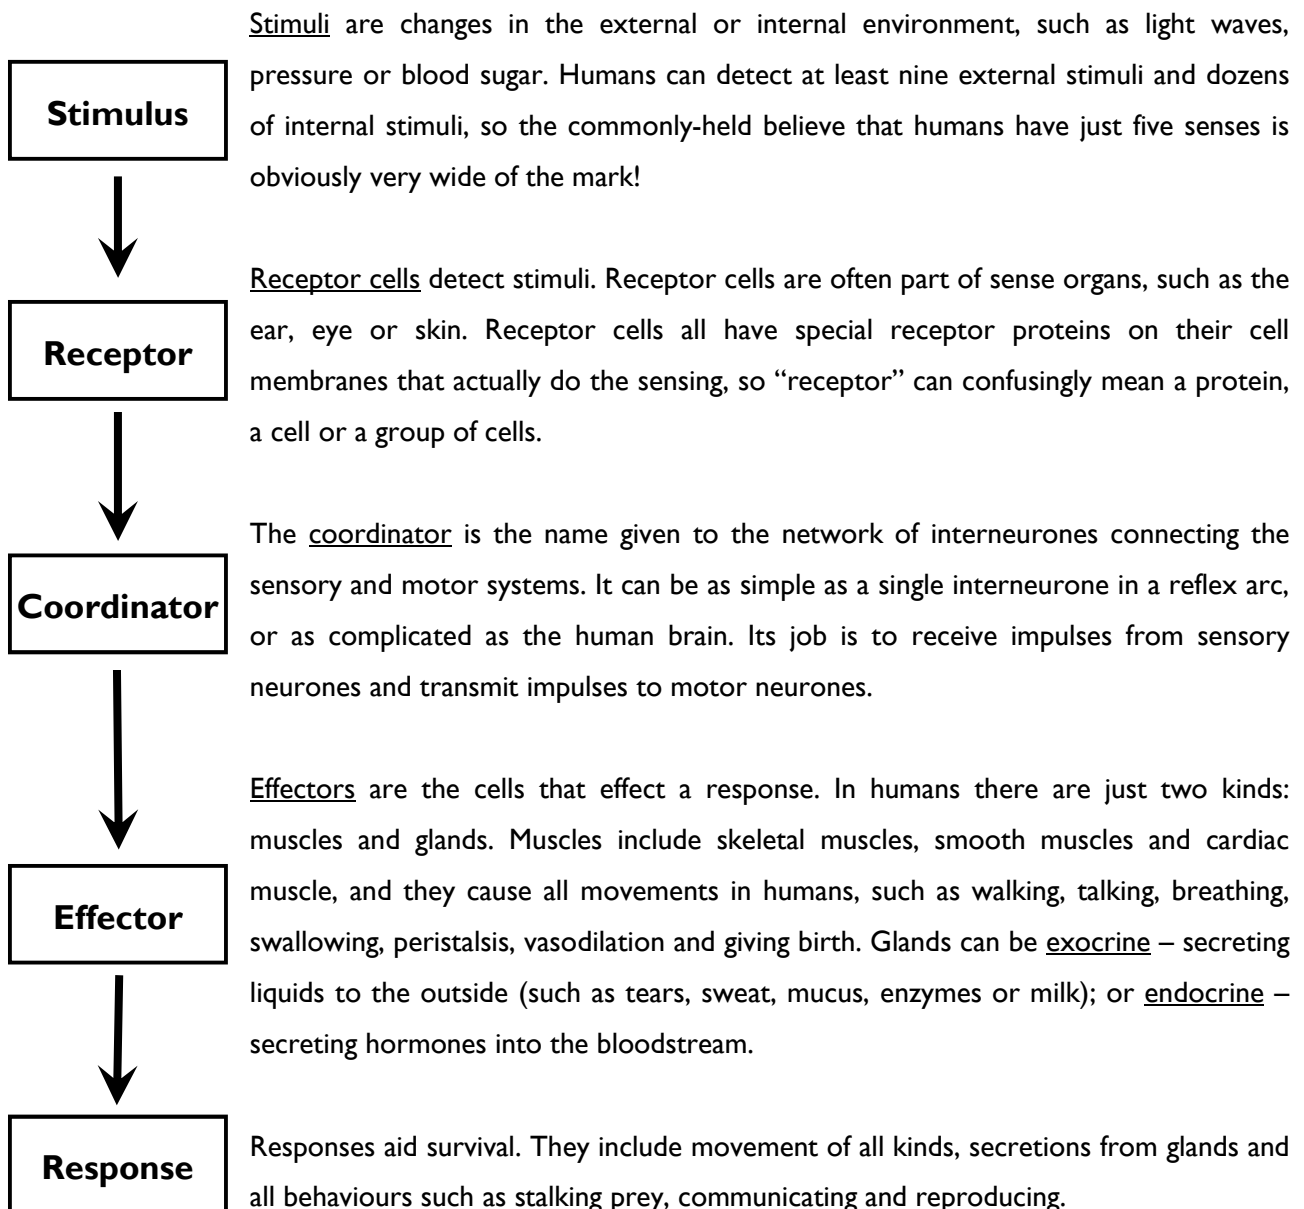 Stimulus
Stimuli are changes in the external or internal environment, such as light waves,
pressure or blood sugar. Humans can detect at least nine external stimuli and dozens
of internal stimuli, so the commonly-held believe that humans have just five senses is
obviously very wide of the mark!
Receptor
Receptor cells detect stimuli. Receptor cells are often part of sense organs, such as the
ear, eye or skin. Receptor cells all have special receptor proteins on their cell
membranes that actually do the sensing, so “receptor” can confusingly mean a protein,
a cell or a group of cells.
Coordinator
The coordinator is the name given to the network of interneurones connecting the
sensory and motor systems. It can be as simple as a single interneurone in a reflex arc,
or as complicated as the human brain. Its job is to receive impulses from sensory
neurones and transmit impulses to motor neurones.
Effector
Effectors are the cells that effect a response. In humans there are just two kinds:
muscles and glands. Muscles include skeletal muscles, smooth muscles and cardiac
muscle, and they cause all movements in humans, such as walking, talking, breathing,
swallowing, peristalsis, vasodilation and giving birth. Glands can be exocrine – secreting
liquids to the outside (such as tears, sweat, mucus, enzymes or milk); or endocrine –
secreting hormones into the bloodstream.
Response
Responses aid survival. They include movement of all kinds, secretions from glands and
all behaviours such as stalking prey, communicating and reproducing.